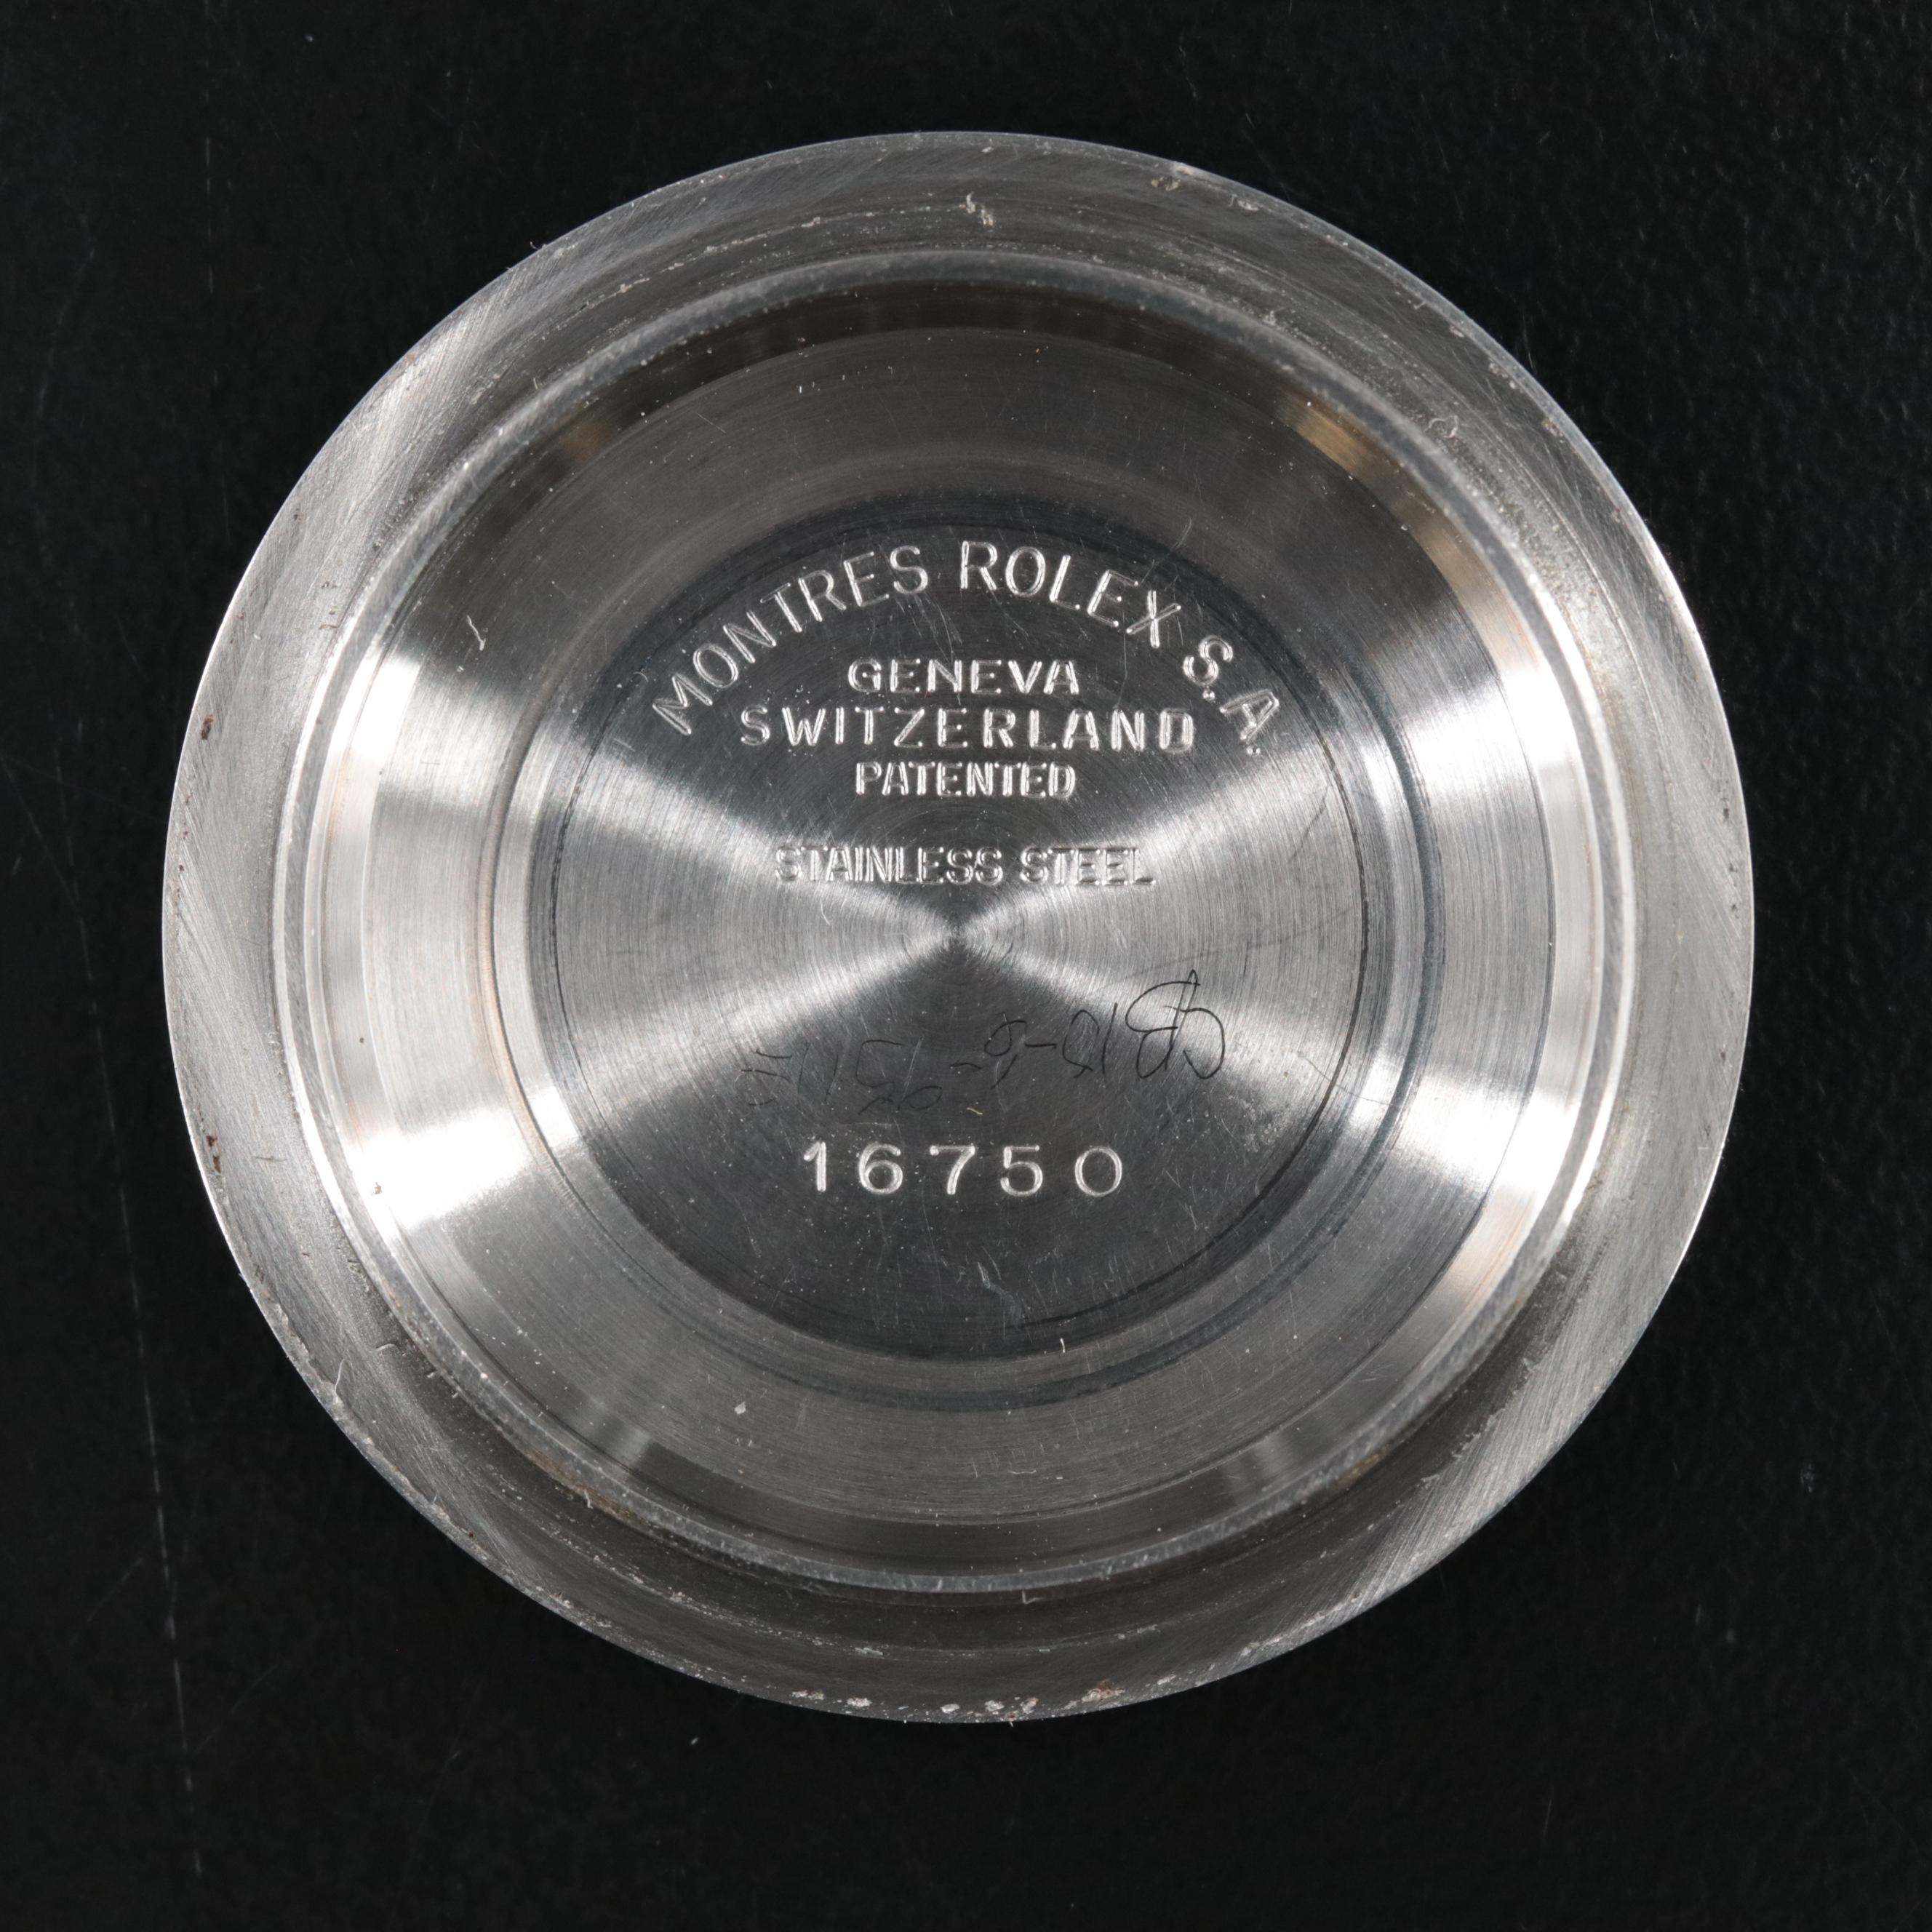 MONTRES ROLEX S.A.
GENEVA
SWITZERLAND
PATENTED
STAINLESS STEEL
16750